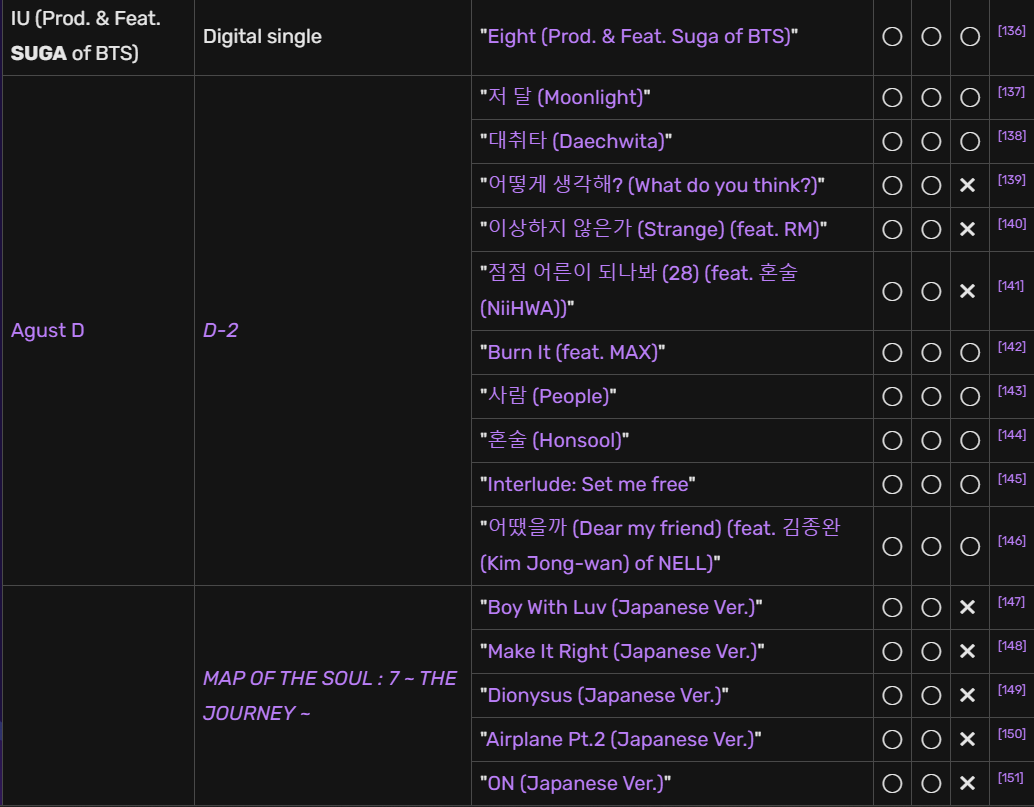 IU (Prod. & Feat.
SUGA of BTS)
Digital single
"Eight (Prod. & Feat. Suga of BTS)"
◯ ◯ ◯ [136]
Agust D
D-2
"저 달 (Moonlight)"
◯ ◯ ◯ [137]
"대취타 (Daechwita)"
◯ ◯ ◯ [138]
"어떻게 생각해? (What do you think?)"
◯ ◯ ✕ [139]
"이상하지 않은가 (Strange) (feat. RM)"
◯ ◯ ✕ [140]
"점점 어른이 되나봐 (28) (feat. 혼술
(NiiHWA))"
◯ ◯ ✕ [141]
"Burn It (feat. MAX)"
◯ ◯ ◯ [142]
"사람 (People)"
◯ ◯ ◯ [143]
"혼술 (Honsool)"
◯ ◯ ◯ [144]
"Interlude: Set me free"
◯ ◯ ◯ [145]
"어땠을까 (Dear my friend) (feat. 김종완
(Kim Jong-wan) of NELL)"
◯ ◯ ◯ [146]
MAP OF THE SOUL : 7 ~ THE
JOURNEY ~
"Boy With Luv (Japanese Ver.)"
◯ ◯ ✕ [147]
"Make It Right (Japanese Ver.)"
◯ ◯ ✕ [148]
"Dionysus (Japanese Ver.)"
◯ ◯ ✕ [149]
"Airplane Pt.2 (Japanese Ver.)"
◯ ◯ ✕ [150]
"ON (Japanese Ver.)"
◯ ◯ ✕ [151]